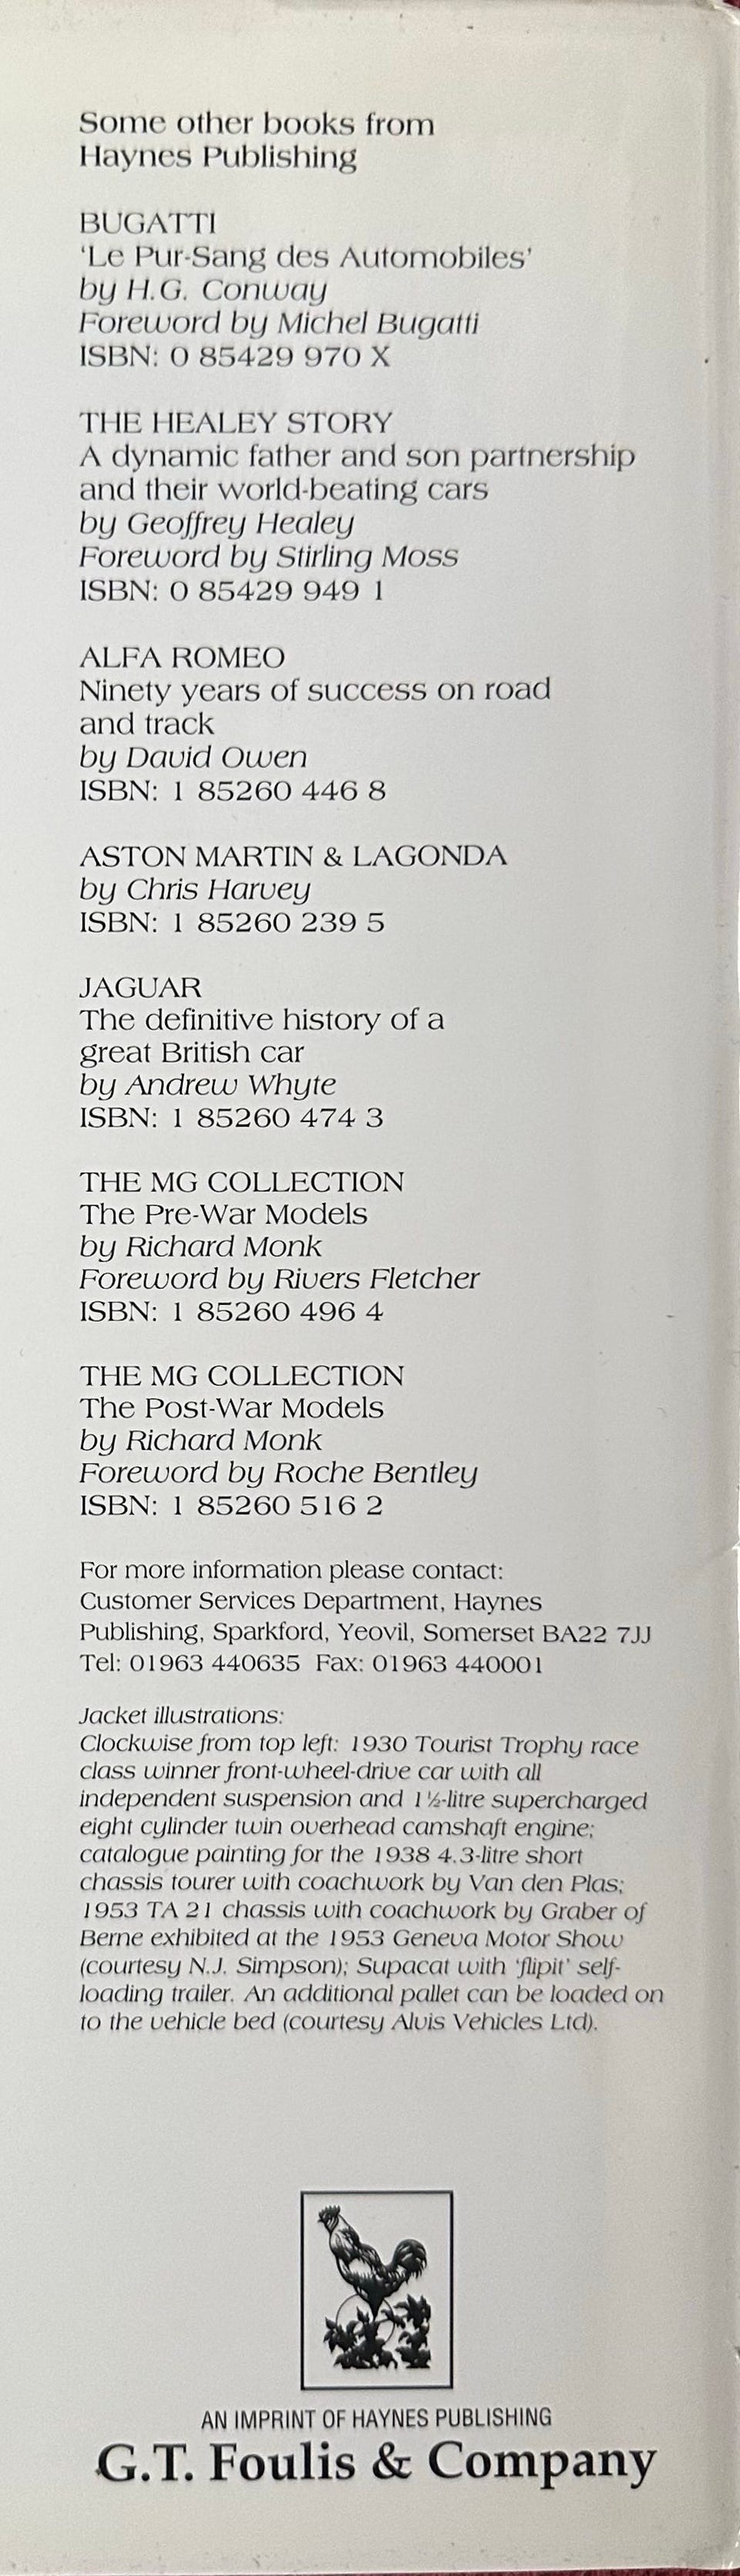 Some other books from
Haynes Publishing
BUGATTI
‘Le Pur-Sang des Automobiles’
by H.G. Conway
Foreword by Michel Bugatti
ISBN: 0 85429 970 X
THE HEALEY STORY
A dynamic father and son partnership
and their world-beating cars
by Geoffrey Healey
Foreword by Stirling Moss
ISBN: 0 85429 949 1
ALFA ROMEO
Ninety years of success on road
and track
by David Owen
ISBN: 1 85260 446 8
ASTON MARTIN & LAGONDA
by Chris Harvey
ISBN: 1 85260 239 5
JAGUAR
The definitive history of a
great British car
by Andrew Whyte
ISBN: 1 85260 474 3
THE MG COLLECTION
The Pre-War Models
by Richard Monk
Foreword by Rivers Fletcher
ISBN: 1 85260 496 4
THE MG COLLECTION
The Post-War Models
by Richard Monk
Foreword by Roche Bentley
ISBN: 1 85260 516 2
For more information please contact:
Customer Services Department, Haynes
Publishing, Sparkford, Yeovil, Somerset BA22 7JJ
Tel: 01963 440635 Fax: 01963 440001
Jacket illustrations:
Clockwise from top left: 1930 Tourist Trophy race
class winner front-wheel-drive car with all
independent suspension and 1½-litre supercharged
eight cylinder twin overhead camshaft engine;
catalogue painting for the 1938 4.3-litre short
chassis tourer with coachwork by Van den Plas;
1953 TA 21 chassis with coachwork by Graber of
Berne exhibited at the 1953 Geneva Motor Show
(courtesy N.J. Simpson); Supacat with ‘flipit’ self-
loading trailer. An additional pallet can be loaded on
to the vehicle bed (courtesy Alvis Vehicles Ltd).
AN IMPRINT OF HAYNES PUBLISHING
G.T. Foulis & Company